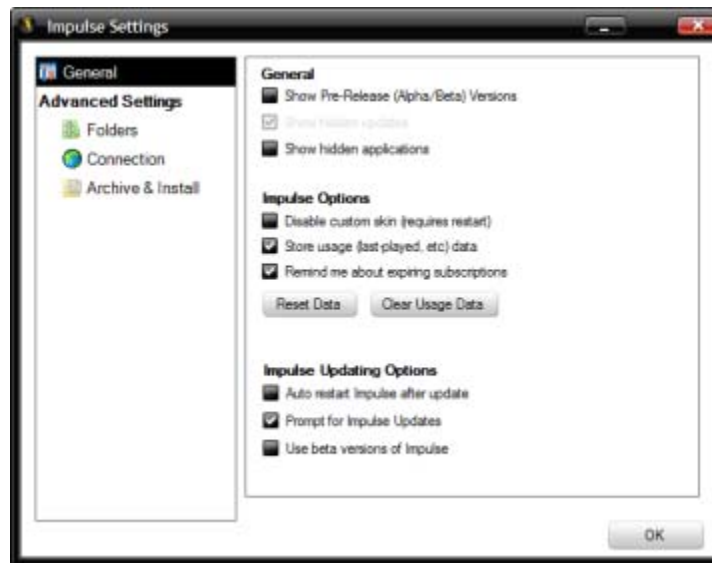 Impulse Settings
General
Advanced Settings
Folders
Connection
Archive & Install
General
Show Pre-Release (Alpha/Beta) Versions
Show hidden updates
Show hidden applications
Impulse Options
Disable custom skin (requires restart)
Store usage (last-played, etc) data
Remind me about expiring subscriptions
Reset Data
Clear Usage Data
Impulse Updating Options
Auto restart Impulse after update
Prompt for Impulse Updates
Use beta versions of Impulse
OK